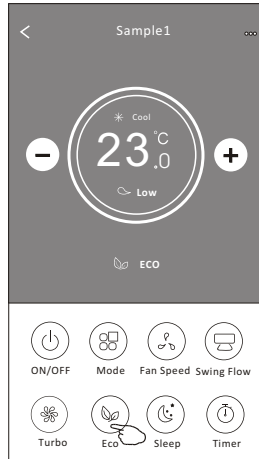 Sample1
Cool
23.0°C
Low
ECO
ON/OFF Mode Fan Speed Swing Flow
Turbo Eco Sleep Timer